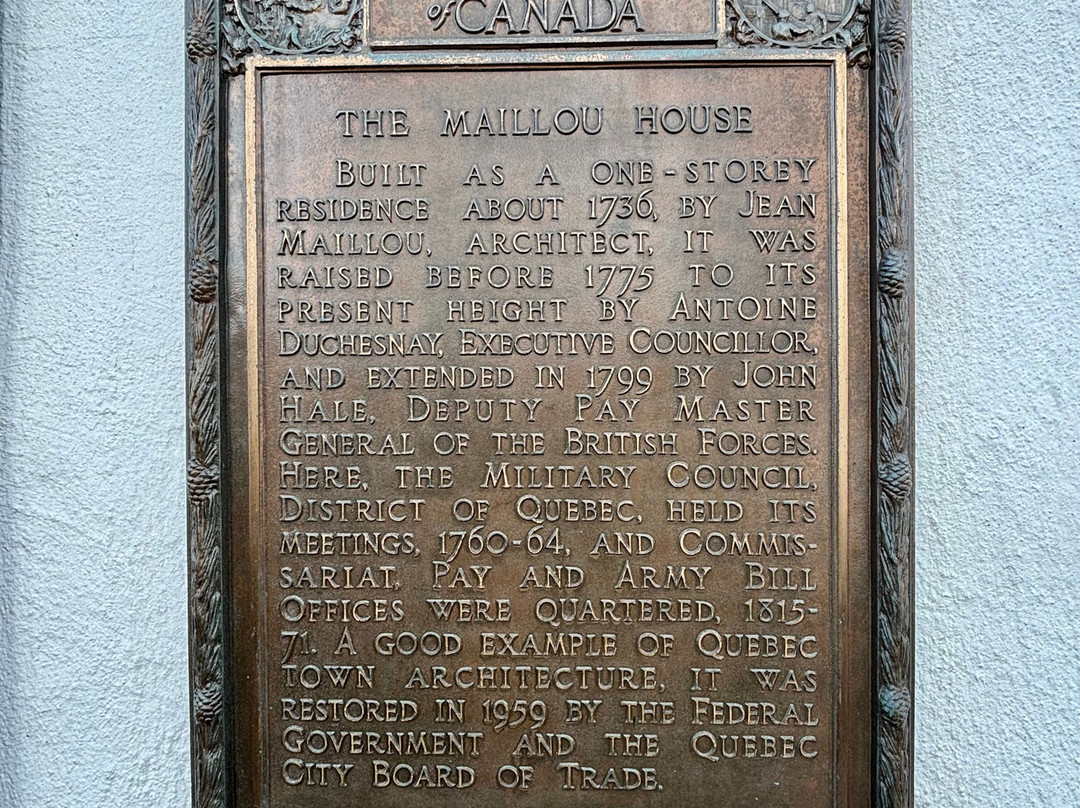 of CANADA
THE MAILLOU HOUSE
BUILT AS A ONE-STOREY
RESIDENCE ABOUT 1736, BY JEAN
MAILLOU, ARCHITECT, IT WAS
RAISED BEFORE 1775 TO ITS
PRESENT HEIGHT BY ANTOINE
DUCHESNAY, EXECUTIVE COUNCILLOR,
AND EXTENDED IN 1799 BY JOHN
HALE, DEPUTY PAY MASTER
GENERAL OF THE BRITISH FORCES.
HERE, THE MILITARY COUNCIL,
DISTRICT OF QUEBEC, HELD ITS
MEETINGS, 1760-64, AND COMMIS-
SARIAT, PAY AND ARMY BILL
OFFICES WERE QUARTERED, 1815-
71. A GOOD EXAMPLE OF QUEBEC
TOWN ARCHITECTURE, IT WAS
RESTORED IN 1959 BY THE FEDERAL
GOVERNMENT AND THE QUEBEC
CITY BOARD OF TRADE.